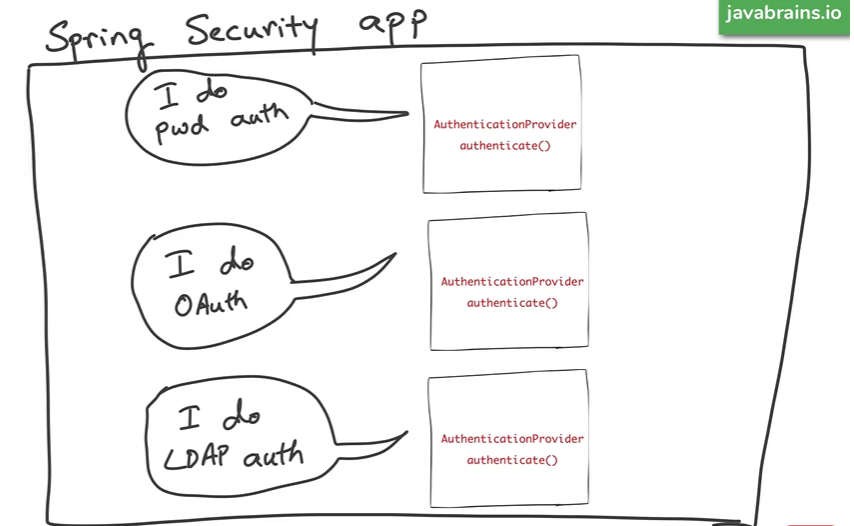 Spring Security app
javabrains.io
I do
pwd auth
AuthenticationProvider
authenticate()
I do
OAuth
AuthenticationProvider
authenticate()
I do
LDAP auth
AuthenticationProvider
authenticate()